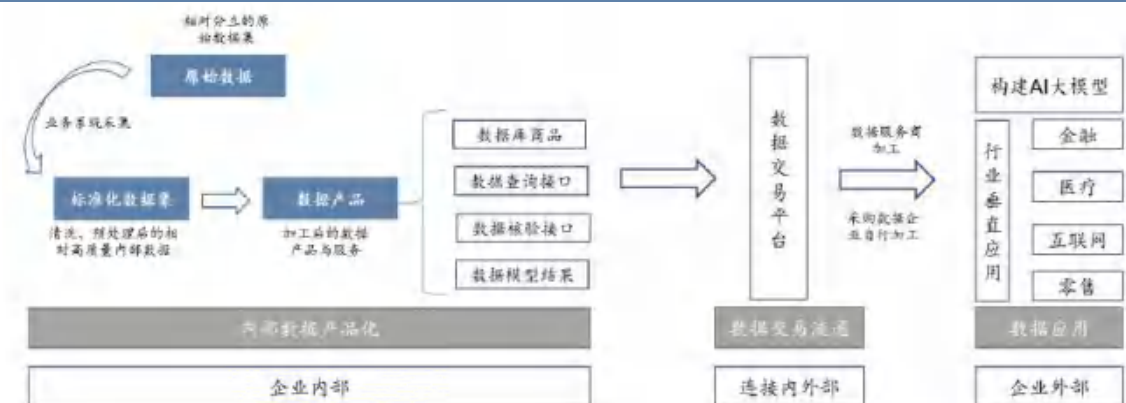 相对分立的原
始数据集
原始数据
业务系统采集
标准化数据集
清洗、预处理后的相
对高质量内部数据
数据产品
加工后的数据
产品与服务
数据库商品
数据查询接口
数据核验接口
数据模型结果
数据交易平台
数据服务商
加工
采购数据企
业自行加工
构建AI大模型
行业垂直应用
金融
医疗
互联网
零售
内部数据产品化
数据交易流通
数据应用
企业内部
连接内外部
企业外部